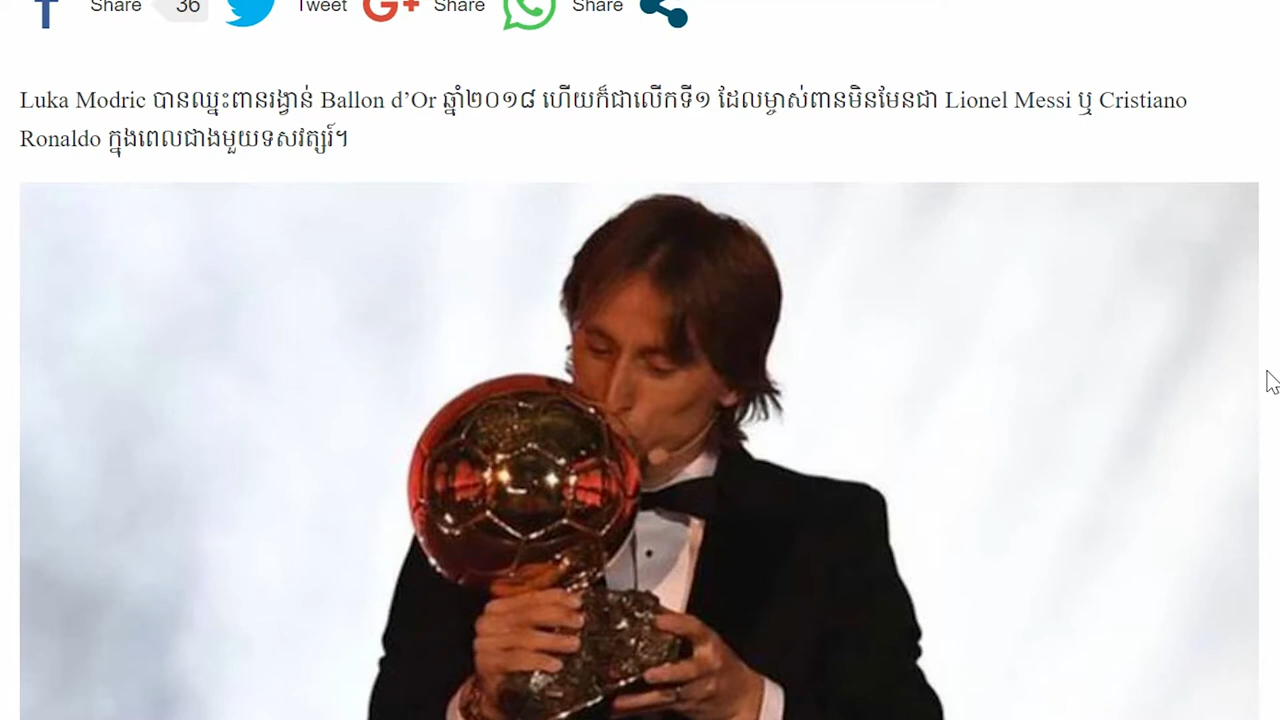 Share 36 Tweet Share Share
Luka Modric បានឈ្នះពានរង្វាន់ Ballon d’Or ឆ្នាំ២០១៨ ហើយក៏ជាលើកទី១ ដែលម្ចាស់ពានមិនមែនជា Lionel Messi ឬ Cristiano
Ronaldo ក្នុងពេលជាងមួយទសវត្សរ៍។